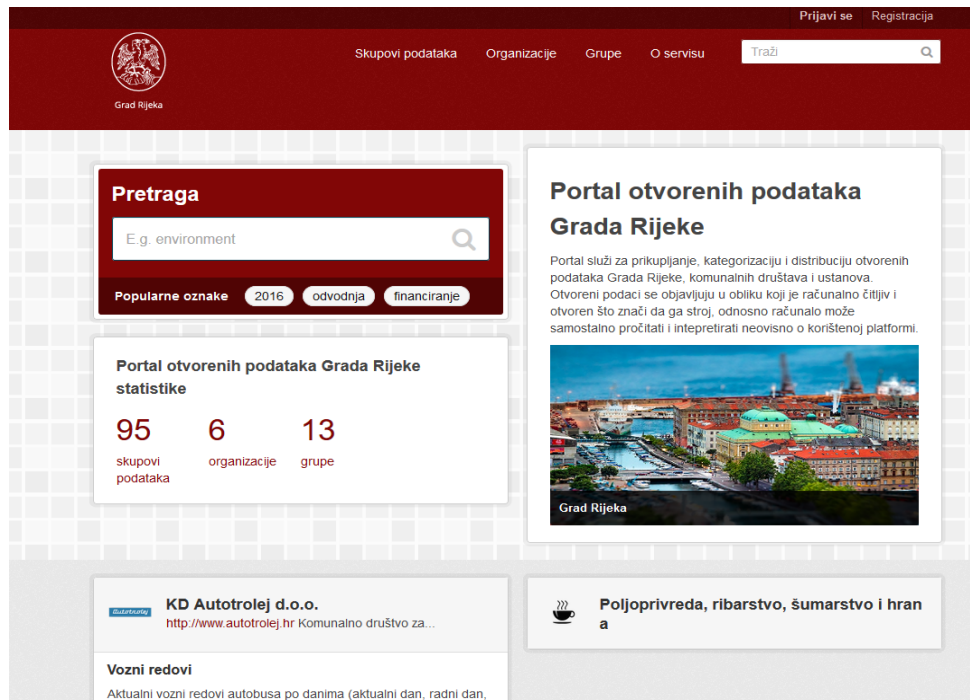 Prijavi se Registracija
Skupovi podataka Organizacije Grupe O servisu Traži
Grad Rijeka
Pretraga
E.g. environment
Popularne oznake 2016 odvodnja financiranje
Portal otvorenih podataka Grada Rijeke
statistike
95 6 13
skupovi
podataka
organizacije
grupe
Portal otvorenih podataka
Grada Rijeke
Portal služi za prikupljanje, kategorizaciju i distribuciju otvorenih
podataka Grada Rijeke, komunalnih društava i ustanova.
Otvoreni podaci se objavljuju u obliku koji je računalno čitljiv i
otvoren što znači da ga stroj, odnosno računalo može
samostalno pročitati i intepretirati neovisno o korištenoj platformi.
Grad Rijeka
Autotrolej
KD Autotrolej d.o.o.
http://www.autotrolej.hr Komunalno društvo za...
Vozni redovi
Aktualni vozni redovi autobusa po danima (aktualni dan, radni dan,
Poljoprivreda, ribarstvo, šumarstvo i hran
a